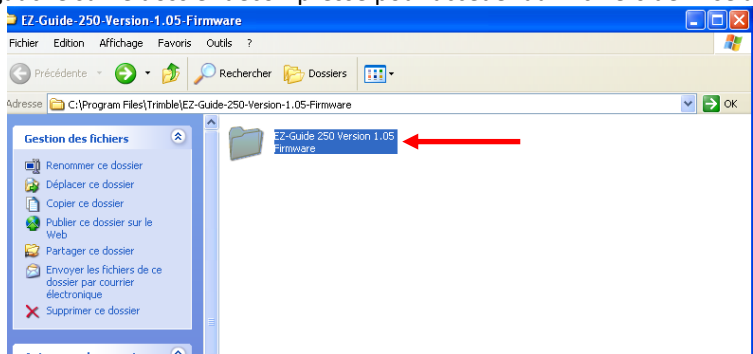 EZ-Guide-250-Version-1.05-Firmware
Fichier Edition Affichage Favoris Outils ?
Précédente Rechercher Dossiers
Adresse C:\Program Files\Trimble\EZ-Guide-250-Version-1.05-Firmware OK
Gestion des fichiers
Renommer ce dossier
Déplacer ce dossier
Copier ce dossier
Publier ce dossier sur le
Web
Partager ce dossier
Envoyer les fichiers de ce
dossier par courrier
électronique
Supprimer ce dossier
EZ-Guide 250 Version 1.05
Firmware